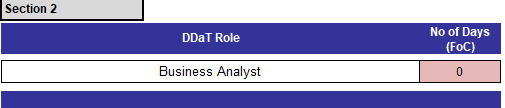 Section 2
DDaT Role
No of Days
(FoC)
Business Analyst
0